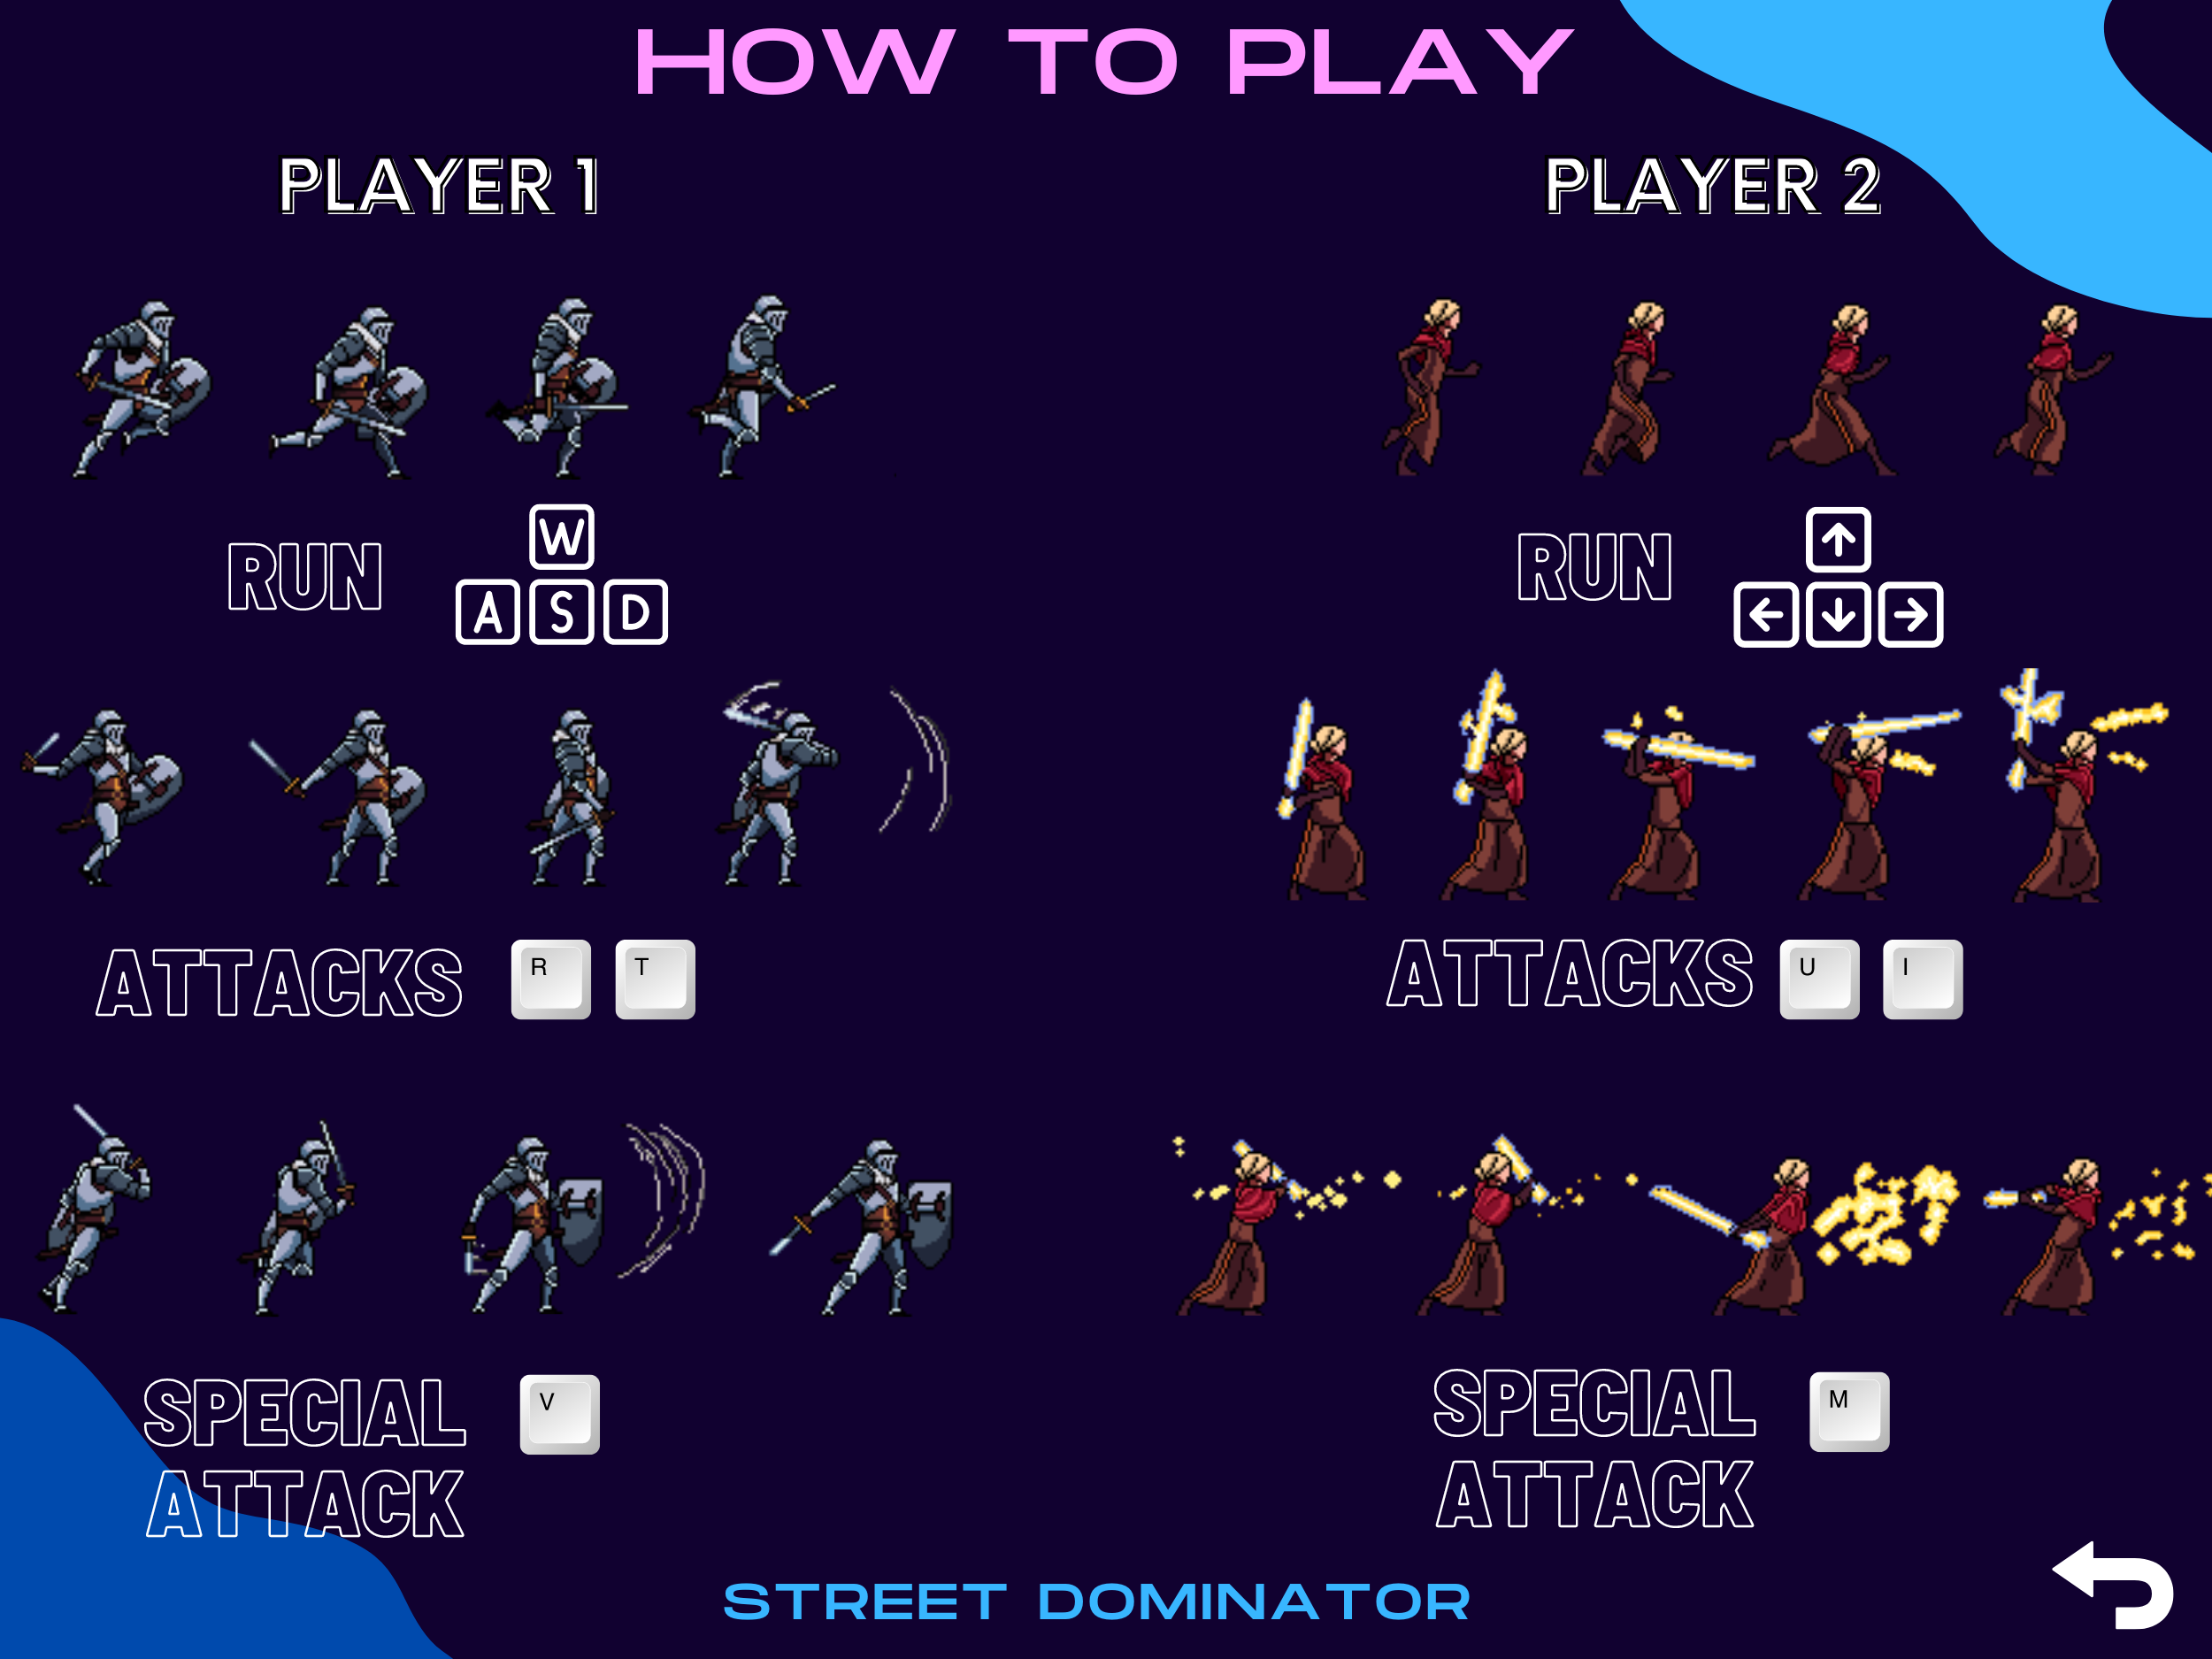 HOW TO PLAY
PLAYER 1
PLAYER 2
RUN
W
A S D
RUN
↑
← ↓ →
ATTACKS R T
ATTACKS U I
SPECIAL V
ATTACK
SPECIAL M
ATTACK
STREET DOMINATOR